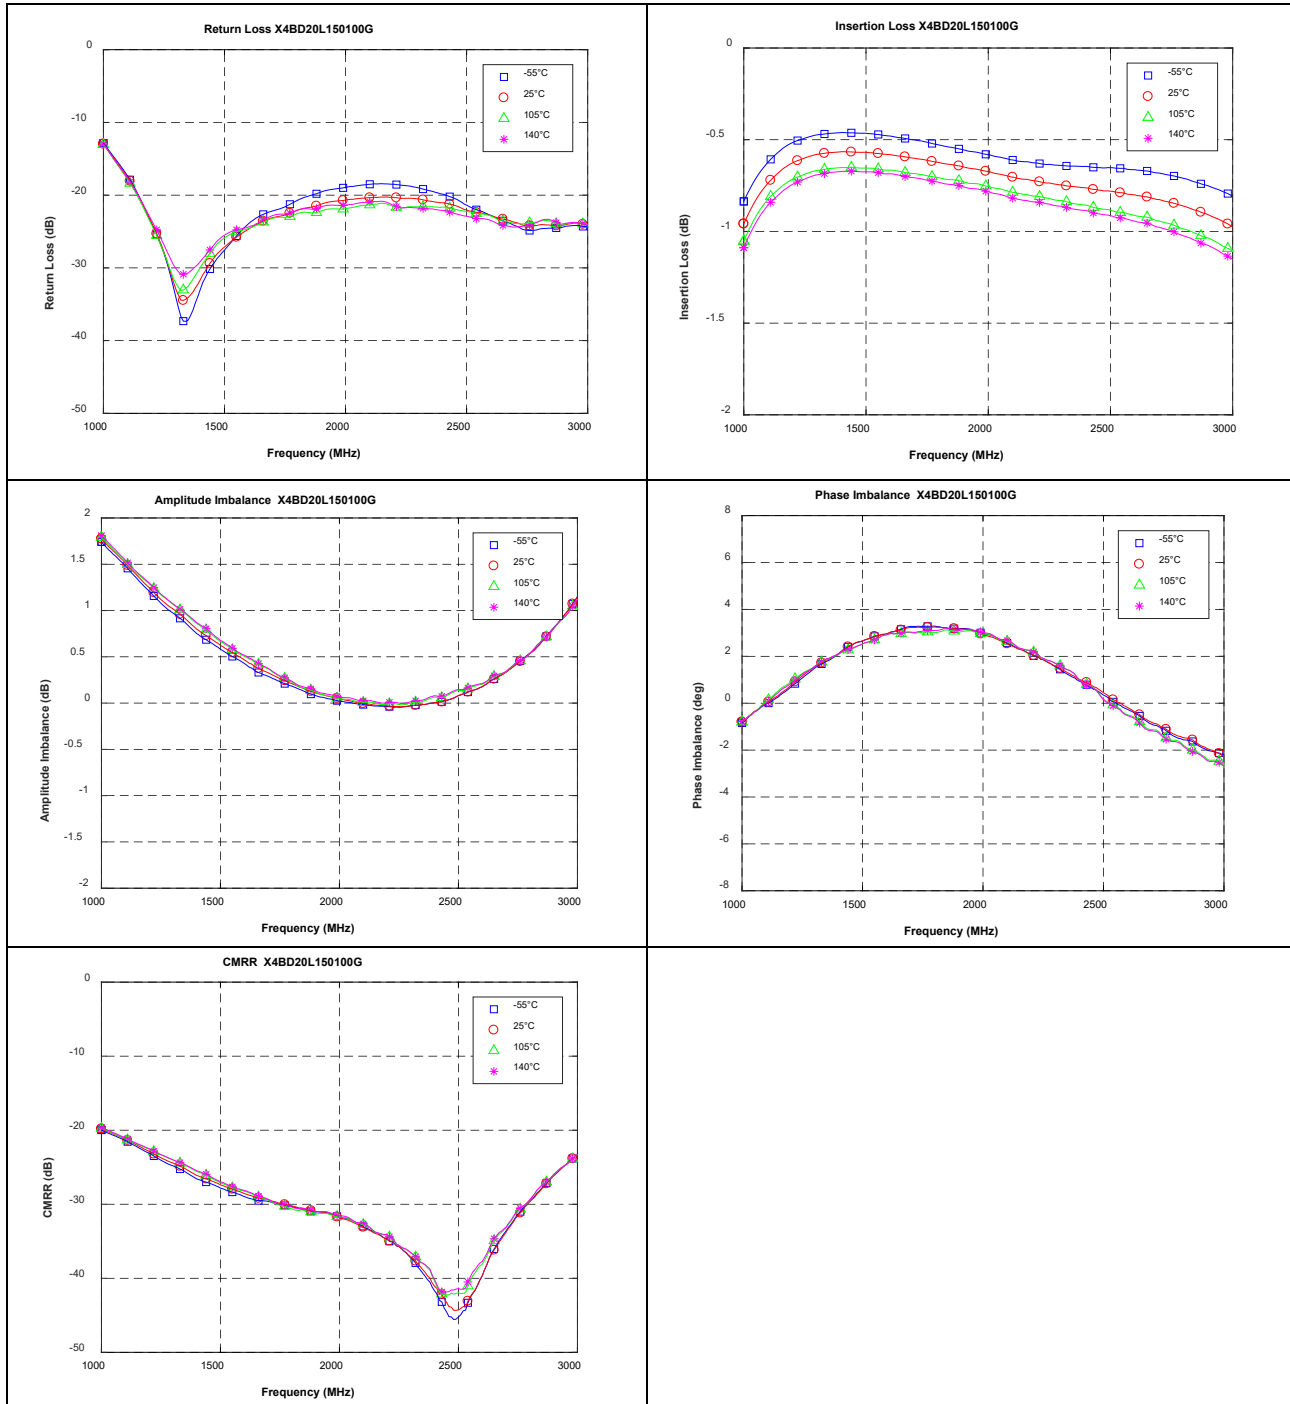 Return Loss X4BD20L150100G
0
-10
-20
-30
-40
-50
Return Loss (dB)
-55°C
25°C
105°C
140°C
1000
1500
2000
2500
3000
Frequency (MHz)
Insertion Loss X4BD20L150100G
0
-0.5
-1
-1.5
-2
Insertion Loss (dB)
-55°C
25°C
105°C
140°C
1000
1500
2000
2500
3000
Frequency (MHz)
Amplitude Imbalance X4BD20L150100G
2
1.5
1
0.5
0
-0.5
-1
-1.5
-2
Amplitude Imbalance (dB)
-55°C
25°C
105°C
140°C
1000
1500
2000
2500
3000
Frequency (MHz)
Phase Imbalance X4BD20L150100G
8
6
4
2
0
-2
-4
-6
-8
Phase Imbalance (deg)
-55°C
25°C
105°C
140°C
1000
1500
2000
2500
3000
Frequency (MHz)
CMRR X4BD20L150100G
0
-10
-20
-30
-40
-50
CMRR (dB)
-55°C
25°C
105°C
140°C
1000
1500
2000
2500
3000
Frequency (MHz)